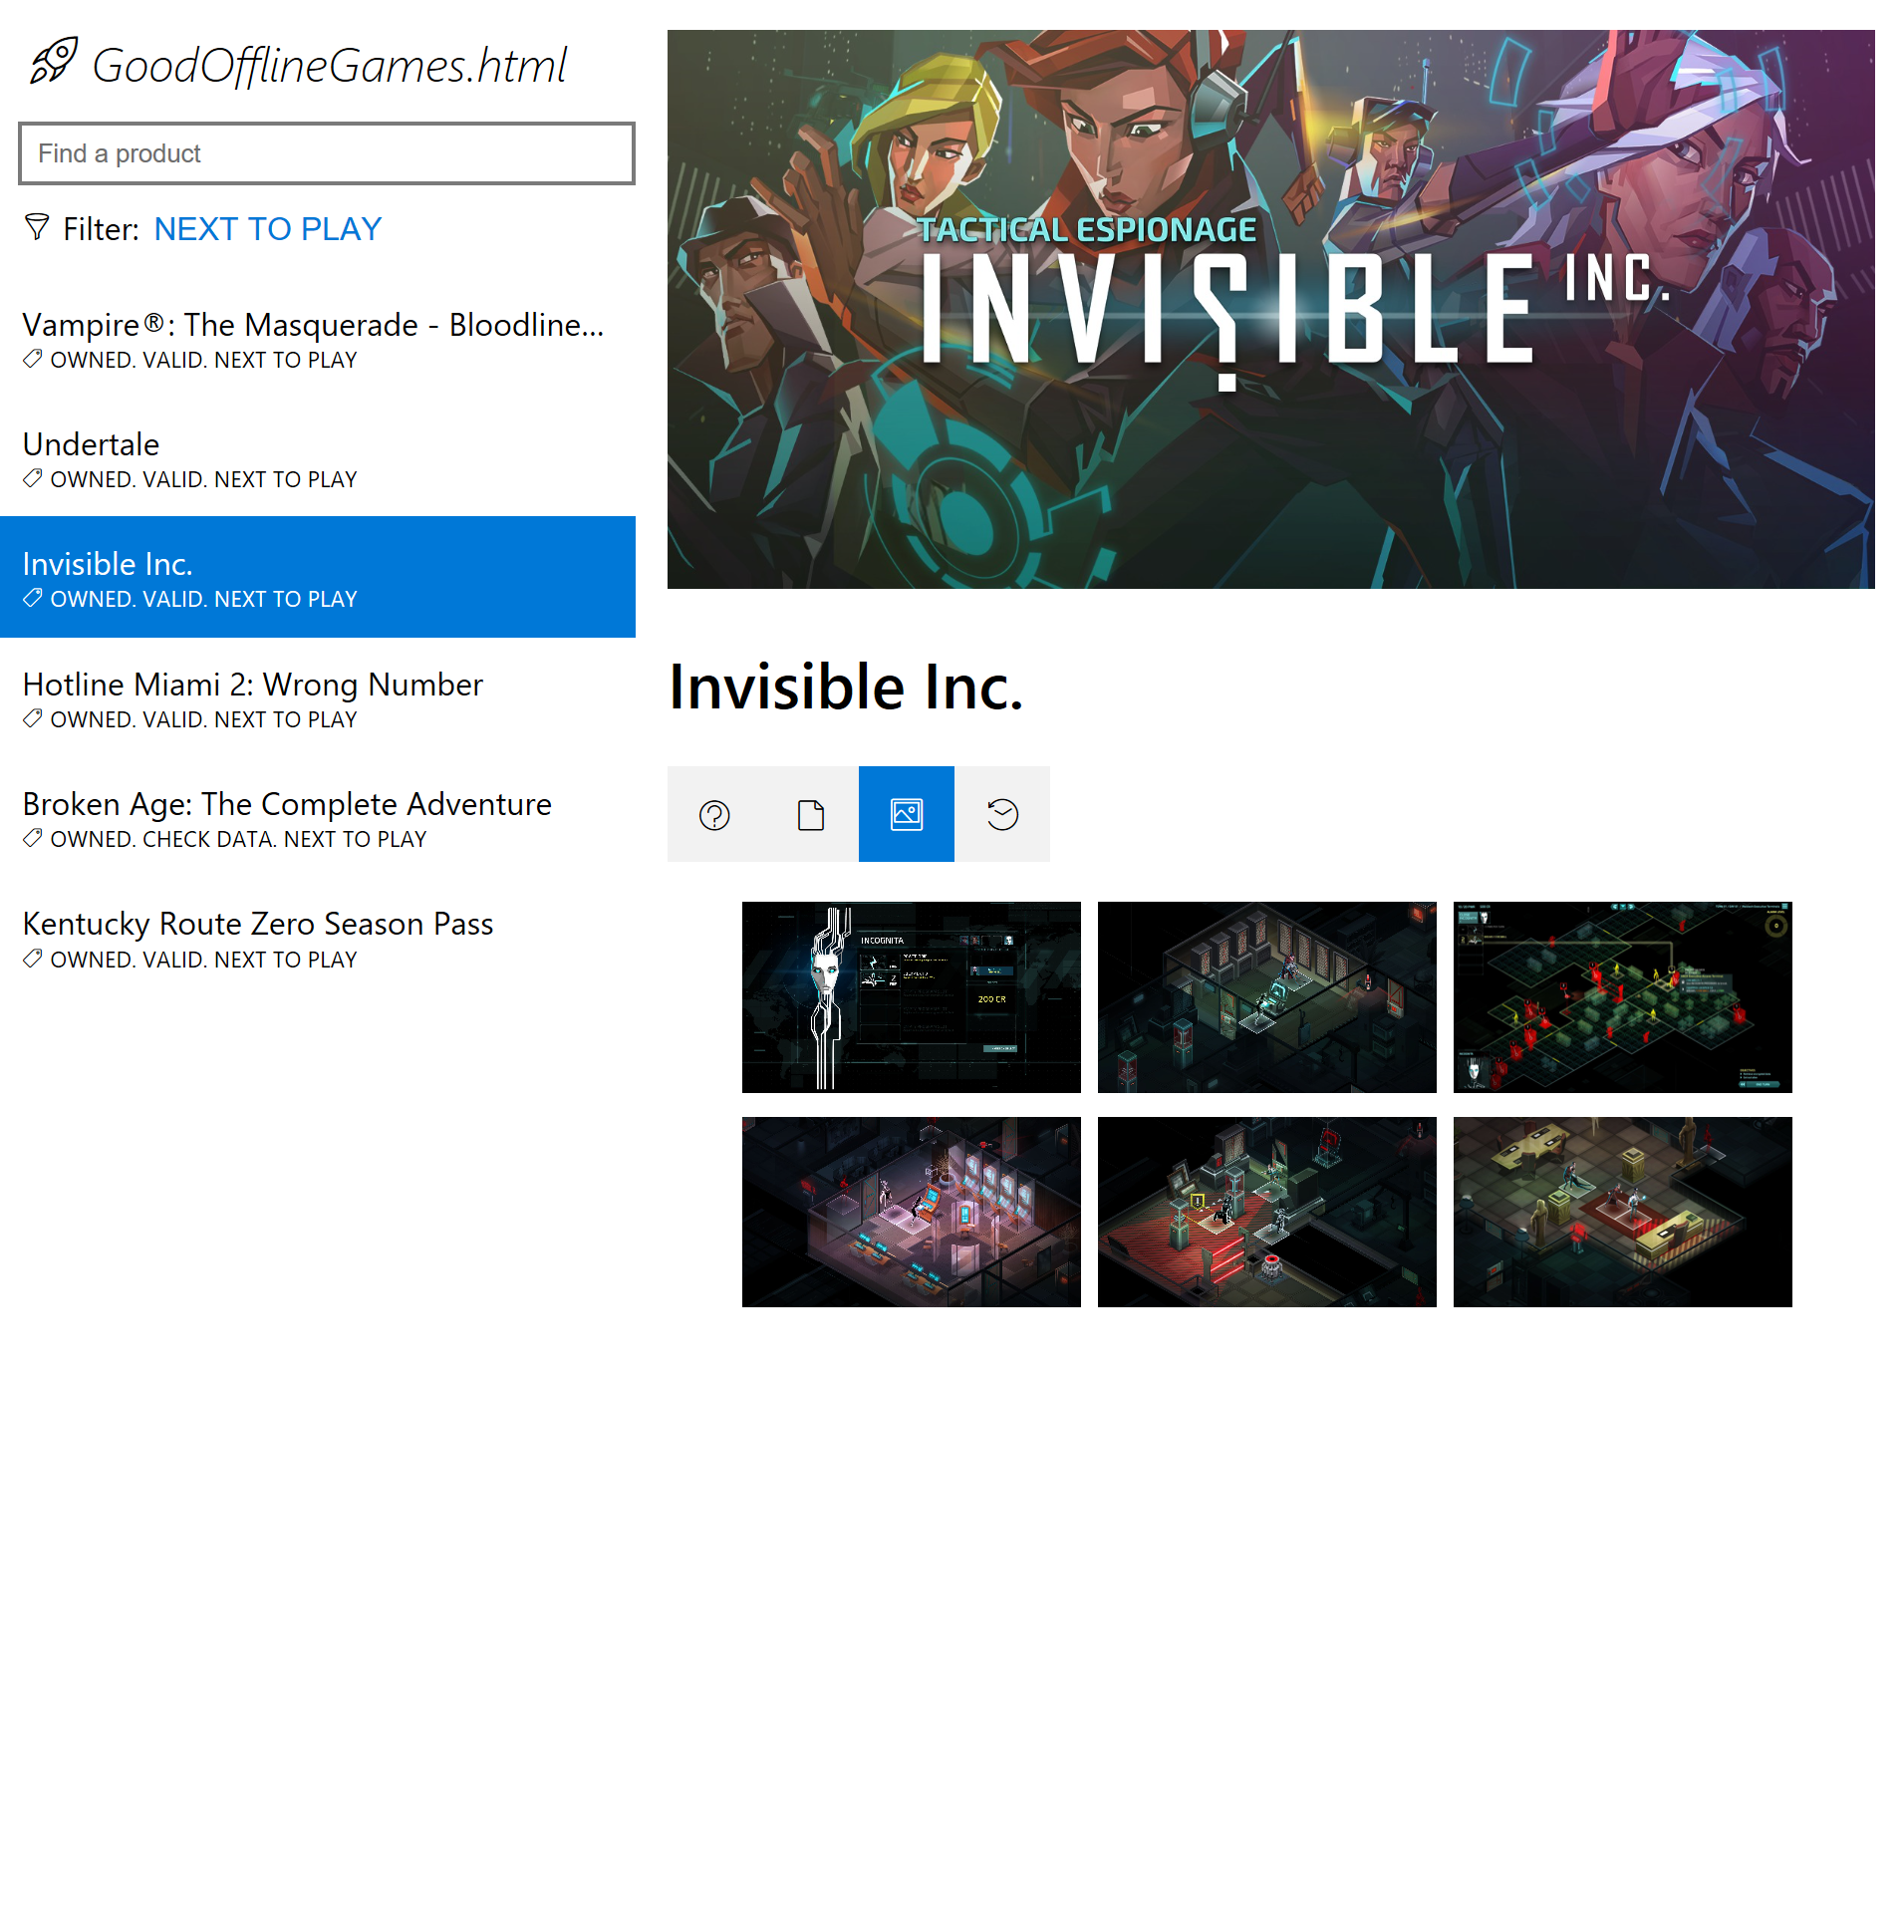 GoodOfflineGames.html
Find a product
Filter: NEXT TO PLAY
Vampire®: The Masquerade - Bloodline...
OWNED. VALID. NEXT TO PLAY
Undertale
OWNED. VALID. NEXT TO PLAY
Invisible Inc.
OWNED. VALID. NEXT TO PLAY
Hotline Miami 2: Wrong Number
OWNED. VALID. NEXT TO PLAY
Broken Age: The Complete Adventure
OWNED. CHECK DATA. NEXT TO PLAY
Kentucky Route Zero Season Pass
OWNED. VALID. NEXT TO PLAY
TACTICAL ESPIONAGE
INVISIBLE INC.
Invisible Inc.
INCOGNITA
200 CR